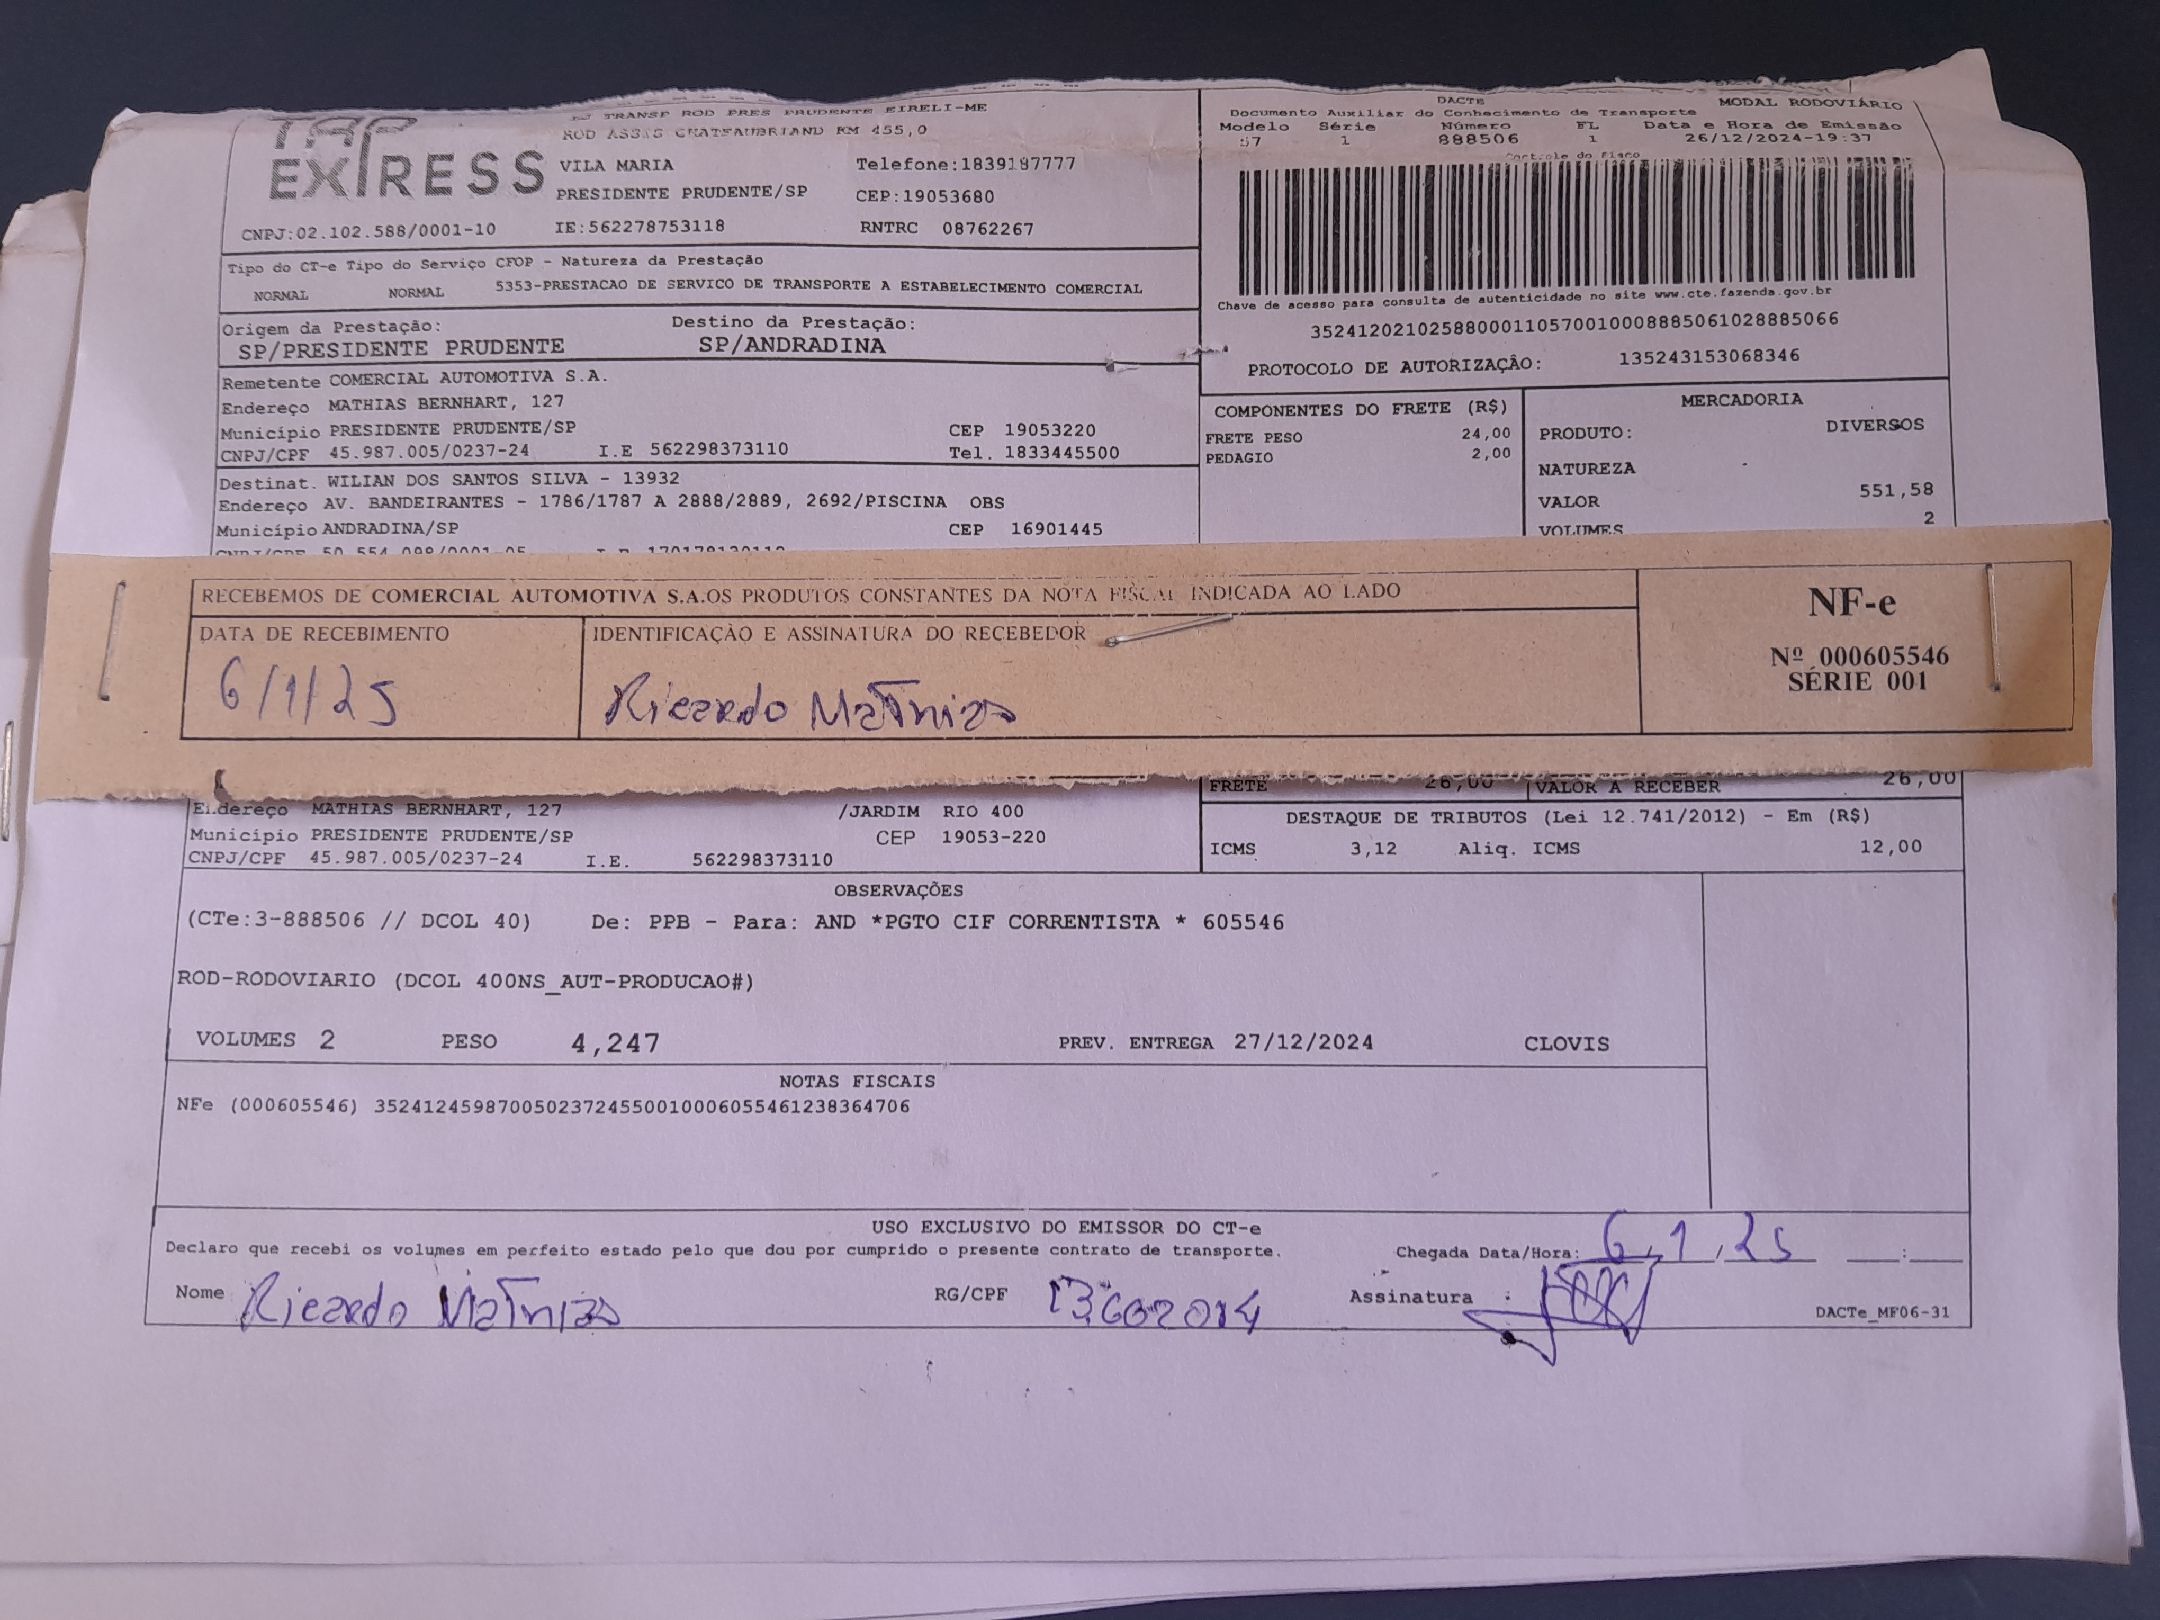 TRANSP ROD PRES PRUDENTE EIRELI-ME
ROD ASSIS CHATEAUBRIAND KM 455,0
EXPRESS
VILA MARIA Telefone:1839187777
PRESIDENTE PRUDENTE/SP CEP:19053680
CNPJ:02.102.588/0001-10 IE:562278753118 RNTRC 08762267
DACTE MODAL RODOVIÁRIO
Documento Auxiliar do Conhecimento de Transporte
Modelo Série Número FL Data e Hora de Emissão
57 1 888506 1 26/12/2024-19:37
Controle do Fisco
Chave de acesso para consulta de autenticidade no site www.cte.fazenda.gov.br
35241202102588000110570010008885061028885066
PROTOCOLO DE AUTORIZAÇÃO: 135243153068346
Tipo do CT-e Tipo do Serviço CFOP - Natureza da Prestação
NORMAL NORMAL 5353-PRESTACAO DE SERVICO DE TRANSPORTE A ESTABELECIMENTO COMERCIAL
Origem da Prestação: Destino da Prestação:
SP/PRESIDENTE PRUDENTE SP/ANDRADINA
Remetente COMERCIAL AUTOMOTIVA S.A.
Endereço MATHIAS BERNHART, 127
Município PRESIDENTE PRUDENTE/SP CEP 19053220
CNPJ/CPF 45.987.005/0237-24 I.E 562298373110 Tel. 1833445500
Destinat. WILIAN DOS SANTOS SILVA - 13932
Endereço AV. BANDEIRANTES - 1786/1787 A 2888/2889, 2692/PISCINA OBS
Município ANDRADINA/SP CEP 16901445
CNPJ/CPF 50.554.098/0001-05
COMPONENTES DO FRETE (R$)
FRETE PESO 24,00
PEDAGIO 2,00
MERCADORIA
PRODUTO: DIVERSOS
NATUREZA -
VALOR 551,58
VOLUMES 2
RECEBEMOS DE COMERCIAL AUTOMOTIVA S.A.OS PRODUTOS CONSTANTES DA NOTA FISCAL INDICADA AO LADO
DATA DE RECEBIMENTO IDENTIFICAÇÃO E ASSINATURA DO RECEBEDOR
6/1/25 Ricardo Mathias
NF-e
Nº 000605546
SÉRIE 001
FRETE 26,00 VALOR A RECEBER 26,00
Endereço MATHIAS BERNHART, 127 /JARDIM RIO 400
Município PRESIDENTE PRUDENTE/SP CEP 19053-220
CNPJ/CPF 45.987.005/0237-24 I.E. 562298373110
DESTAQUE DE TRIBUTOS (Lei 12.741/2012) - Em (R$)
ICMS 3,12 Aliq. ICMS 12,00
OBSERVAÇÕES
(CTe:3-888506 // DCOL 40) De: PPB - Para: AND *PGTO CIF CORRENTISTA * 605546
ROD-RODOVIARIO (DCOL 400NS_AUT-PRODUCAO#)
VOLUMES 2 PESO 4,247 PREV. ENTREGA 27/12/2024 CLOVIS
NOTAS FISCAIS
NFe (000605546) 35241245987005023724550010006055461238364706
USO EXCLUSIVO DO EMISSOR DO CT-e
Declaro que recebi os volumes em perfeito estado pelo que dou por cumprido o presente contrato de transporte. Chegada Data/Hora: 6/1/25 __:__
Nome Ricardo Mathias RG/CPF Assinatura :
DACTe_MF06-31